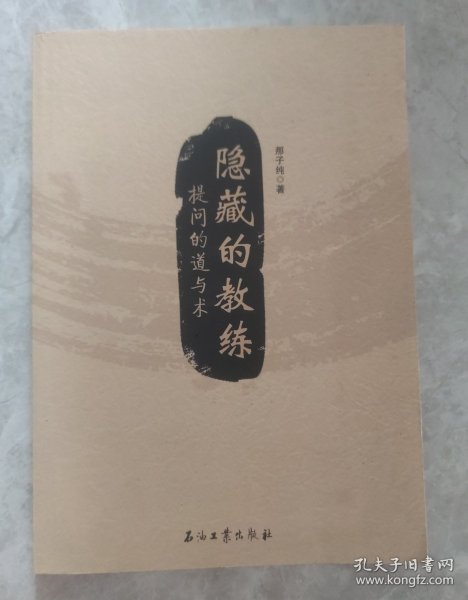 隐藏的教练
提问的道与术
那子纯◎著
石油工业出版社
孔夫子旧书网
www.kongfz.com